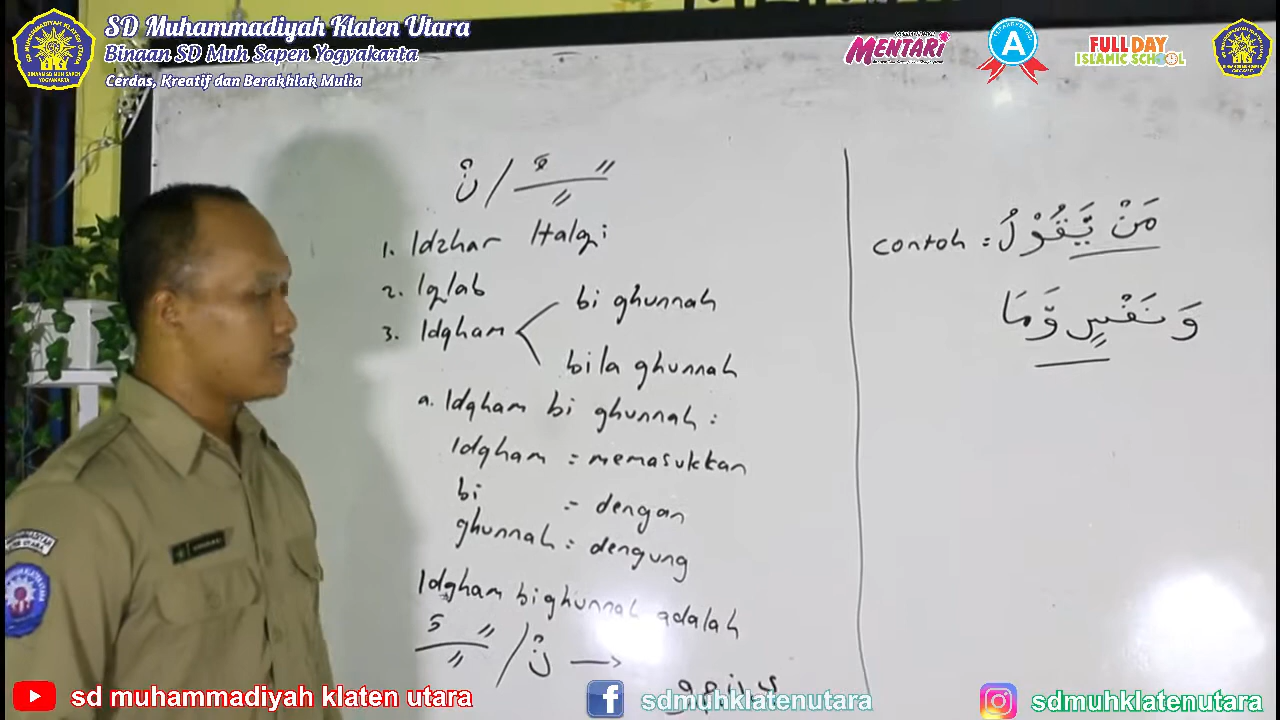 SD Muhammadiyah Klaten Utara
Binaan SD Muh Sapen Yogyakarta
Cerdas, Kreatif dan Berakhlak Mulia
MENTARI
A
FULL DAY
ISLAMIC SCHOOL
نْ /
1. Idzhar Halqi
2. Iqlab
3. Idgham
bi ghunnah
bila ghunnah
a. Idgham bi ghunnah :
Idgham = memasukkan
bi = dengan
ghunnah = dengung
Idgham bighunnah adalah
/ نْ →
contoh = مَنْ يَّقُوْلُ
وَنَفْسٍ وَّمَا
sd muhammadiyah klaten utara
sdmuhklatenutara
sdmuhklatenutara